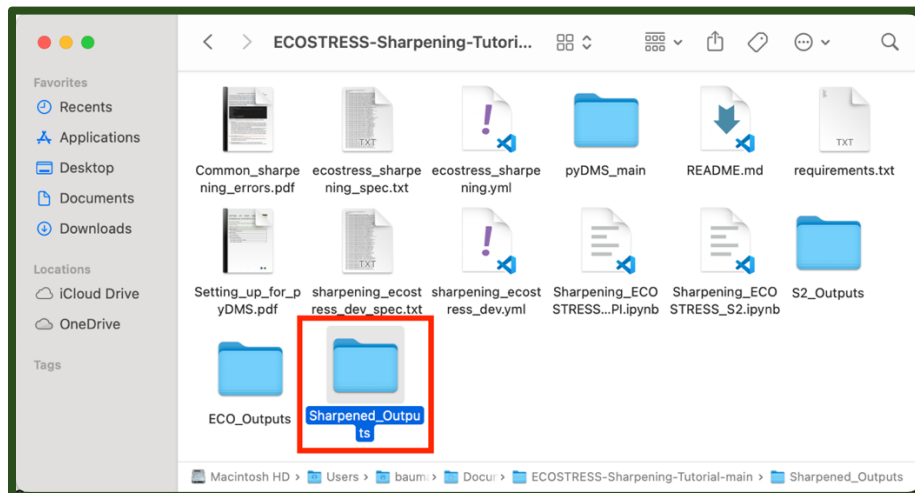 ECOSTRESS-Sharpening-Tutori...
Favorites
Recents
Applications
Desktop
Documents
Downloads
Locations
iCloud Drive
OneDrive
Tags
Common_sharpe
ning_errors.pdf
TXT
ecostress_sharpe
ning_spec.txt
ecostress_sharpe
ning.yml
pyDMS_main
README.md
TXT
requirements.txt
Setting_up_for_p
yDMS.pdf
TXT
sharpening_ecost
ress_dev_spec.txt
sharpening_ecost
ress_dev.yml
Sharpening_ECO
STRESS...PI.ipynb
Sharpening_ECO
STRESS_S2.ipynb
S2_Outputs
ECO_Outputs
Sharpened_Outpu
ts
Macintosh HD › Users › baum › Docur › ECOSTRESS-Sharpening-Tutorial-main › Sharpened_Outputs